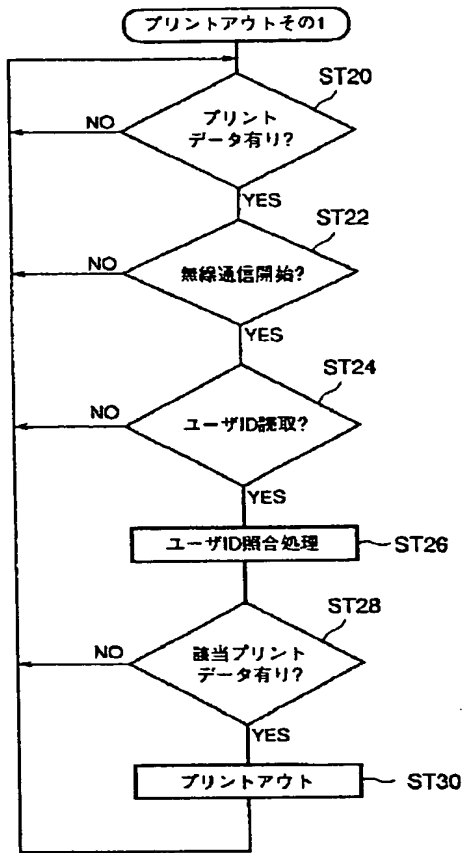 プリントアウトその1
ST20
プリント
データ有り?
NO
YES
ST22
無線通信開始?
NO
YES
ST24
ユーザID読取?
NO
YES
ユーザID照合処理
ST26
ST28
該当プリント
データ有り?
NO
YES
プリントアウト
ST30